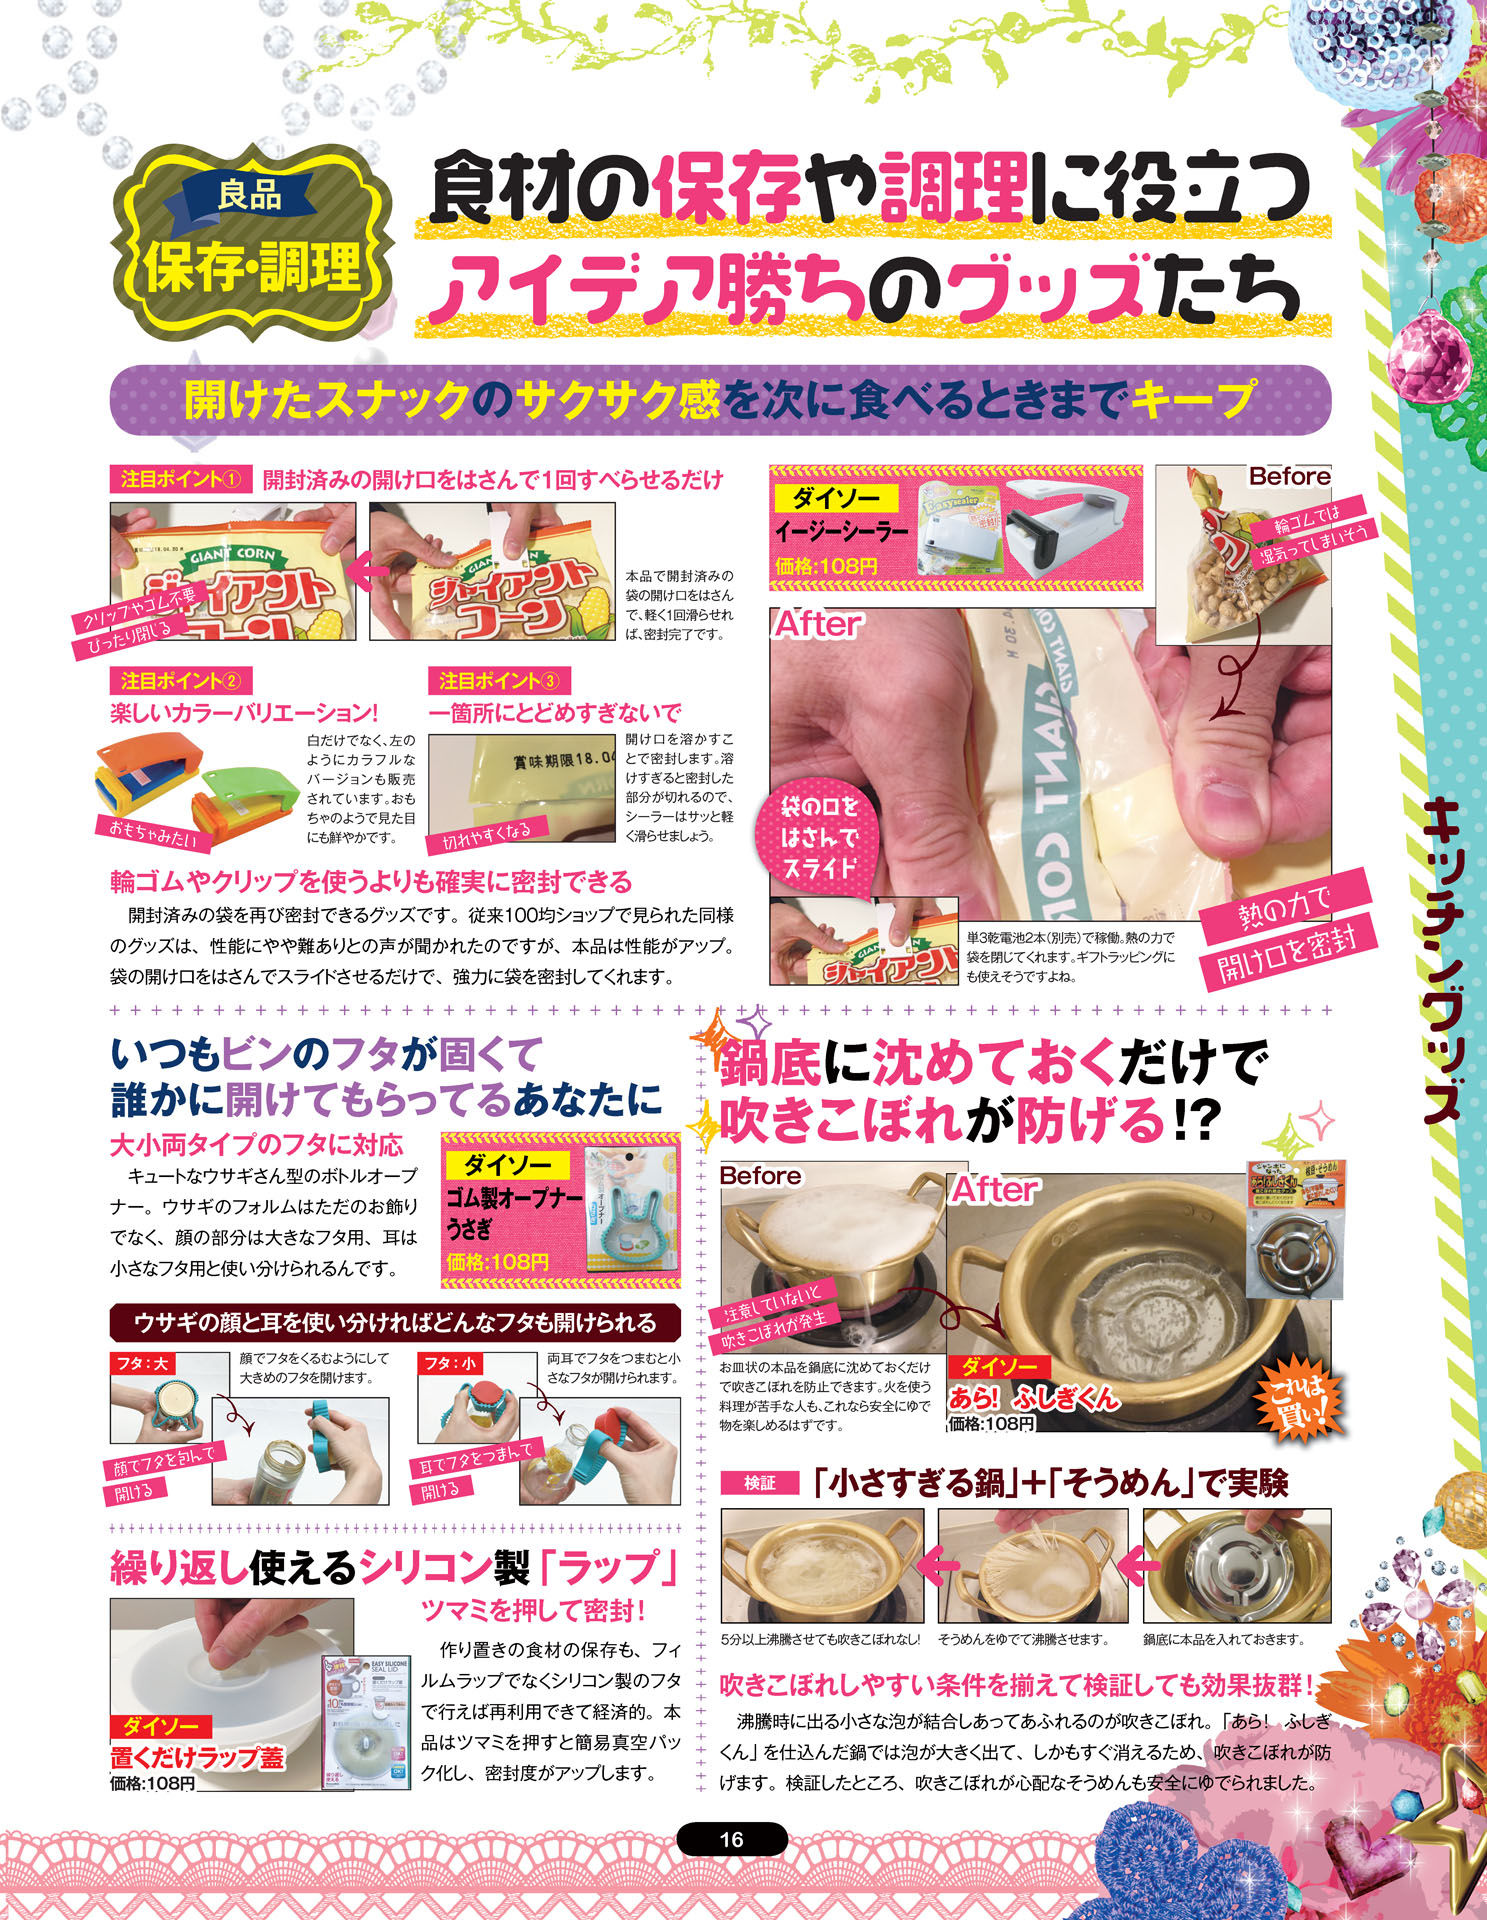 良品
保存・調理
食材の保存や調理に役立つ
アイデア勝ちのグッズたち
開けたスナックのサクサク感を次に食べるときまでキープ
注目ポイント① 開封済みの開け口をはさんで1回すべらせるだけ
GIANT CORN
ジャイアント
コーン
クリップやゴム不要
ぴったり閉じる
ジャイアント
コーン
本品で開封済みの
袋の開け口をはさん
で、軽く1回滑らせれ
ば、密封完了です。
注目ポイント②
楽しいカラーバリエーション!
おもちゃみたい
白だけでなく、左の
ようにカラフルな
バージョンも販売
されています。おも
ちゃのようで見た目
にも鮮やかです。
注目ポイント③
一箇所にとどめすぎないで
賞味期限18.04
切れやすくなる
開け口を溶かすこ
とで密封します。溶
けすぎると密封した
部分が切れるので、
シーラーはサッと軽
く滑らせましょう。
輪ゴムやクリップを使うよりも確実に密封できる
開封済みの袋を再び密封できるグッズです。従来100均ショップで見られた同様
のグッズは、性能にやや難ありとの声が聞かれたのですが、本品は性能がアップ。
袋の開け口をはさんでスライドさせるだけで、強力に袋を密封してくれます。
ダイソー
イージーシーラー
価格:108円
Easysealer
Before
輪ゴムでは
湿気ってしまいそう
After
GIANT CORN
袋の口を
はさんで
スライド
熱の力で
開け口を密封
単3乾電池2本(別売)で稼働。熱の力で
袋を閉じてくれます。ギフトラッピングに
も使えそうですよね。
いつもビンのフタが固くて
誰かに開けてもらってるあなたに
大小両タイプのフタに対応
キュートなウサギさん型のボトルオープ
ナー。ウサギのフォルムはただのお飾り
でなく、顔の部分は大きなフタ用、耳は
小さなフタ用と使い分けられるんです。
ダイソー
ゴム製オープナー
うさぎ
価格:108円
ウサギの顔と耳を使い分ければどんなフタも開けられる
フタ:大
顔でフタをくるむようにして
大きめのフタを開けます。
顔でフタを包んで
開ける
フタ:小
両耳でフタをつまむと小
さなフタが開けられます。
耳でフタをつまんで
開ける
繰り返し使えるシリコン製「ラップ」
ツマミを押して密封!
作り置きの食材の保存も、フィ
ルムラップでなくシリコン製のフタ
で行えば再利用できて経済的。本
品はツマミを押すと簡易真空パッ
ク化し、密封度がアップします。
EASY SILICONE
SEAL LID
ダイソー
置くだけラップ蓋
価格:108円
鍋底に沈めておくだけで
吹きこぼれが防げる!?
Before
注意していないと
吹きこぼれが発生
After
お皿状の本品を鍋底に沈めておくだけ
で吹きこぼれを防止できます。火を使う
料理が苦手な人も、これなら安全にゆで
物を楽しめるはずです。
ダイソー
あら! ふしぎくん
価格:108円
これは
買い!
検証 「小さすぎる鍋」+「そうめん」で実験
5分以上沸騰させても吹きこぼれなし!
そうめんをゆでて沸騰させます。
鍋底に本品を入れておきます。
吹きこぼれしやすい条件を揃えて検証しても効果抜群!
沸騰時に出る小さな泡が結合しあってあふれるのが吹きこぼれ。「あら! ふしぎ
くん」を仕込んだ鍋では泡が大きく出て、しかもすぐ消えるため、吹きこぼれが防
げます。検証したところ、吹きこぼれが心配なそうめんも安全にゆでられました。
キッチングッズ
16